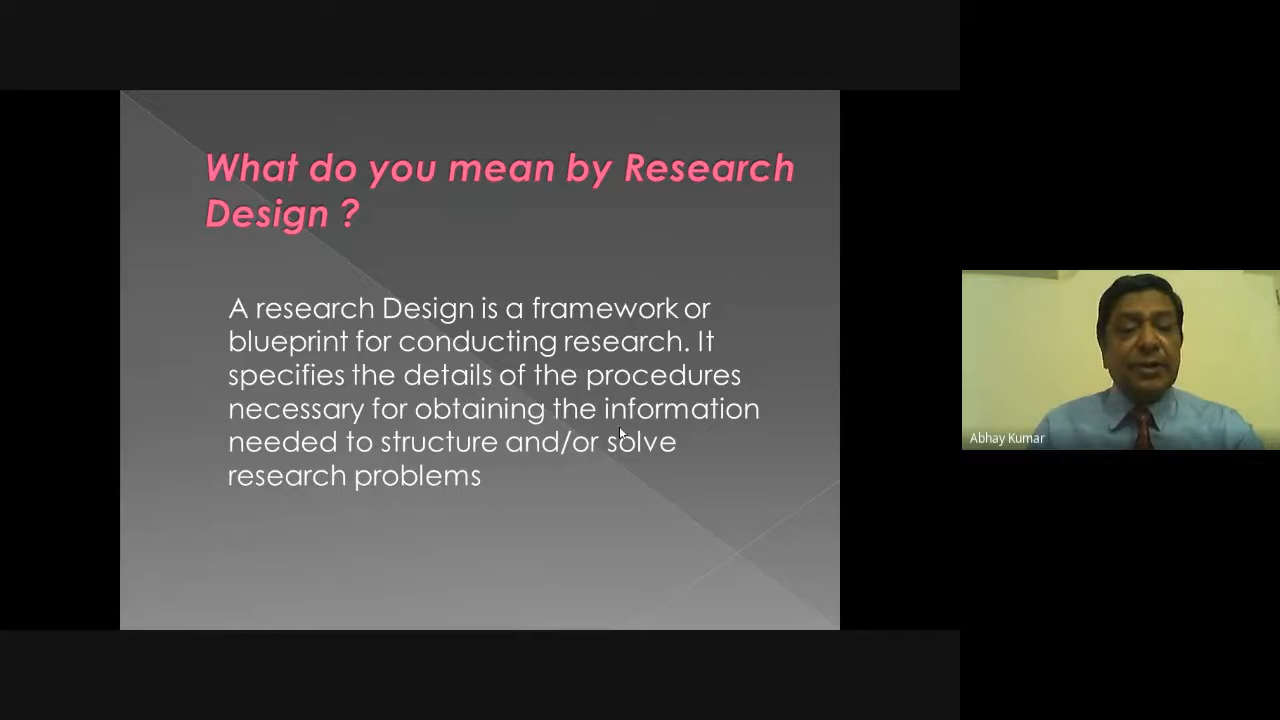 What do you mean by Research
Design ?
A research Design is a framework or
blueprint for conducting research. It
specifies the details of the procedures
necessary for obtaining the information
needed to structure and/or solve
research problems
Abhay Kumar